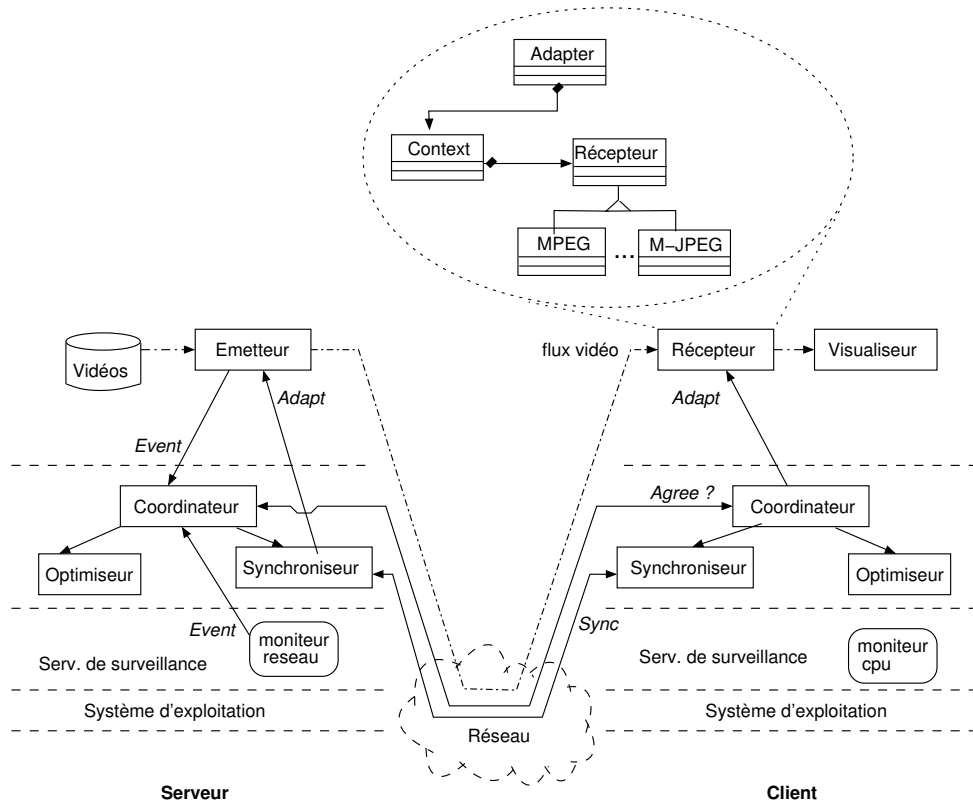 Adapter
Context
Récepteur
MPEG
...
M-JPEG
Vidéos
Emetteur
flux vidéo
Récepteur
Visualiseur
Adapt
Adapt
Event
Coordinateur
Agree ?
Coordinateur
Optimiseur
Synchroniseur
Synchroniseur
Optimiseur
Event
Sync
moniteur
reseau
moniteur
cpu
Serv. de surveillance
Serv. de surveillance
Système d'exploitation
Système d'exploitation
Réseau
Serveur
Client